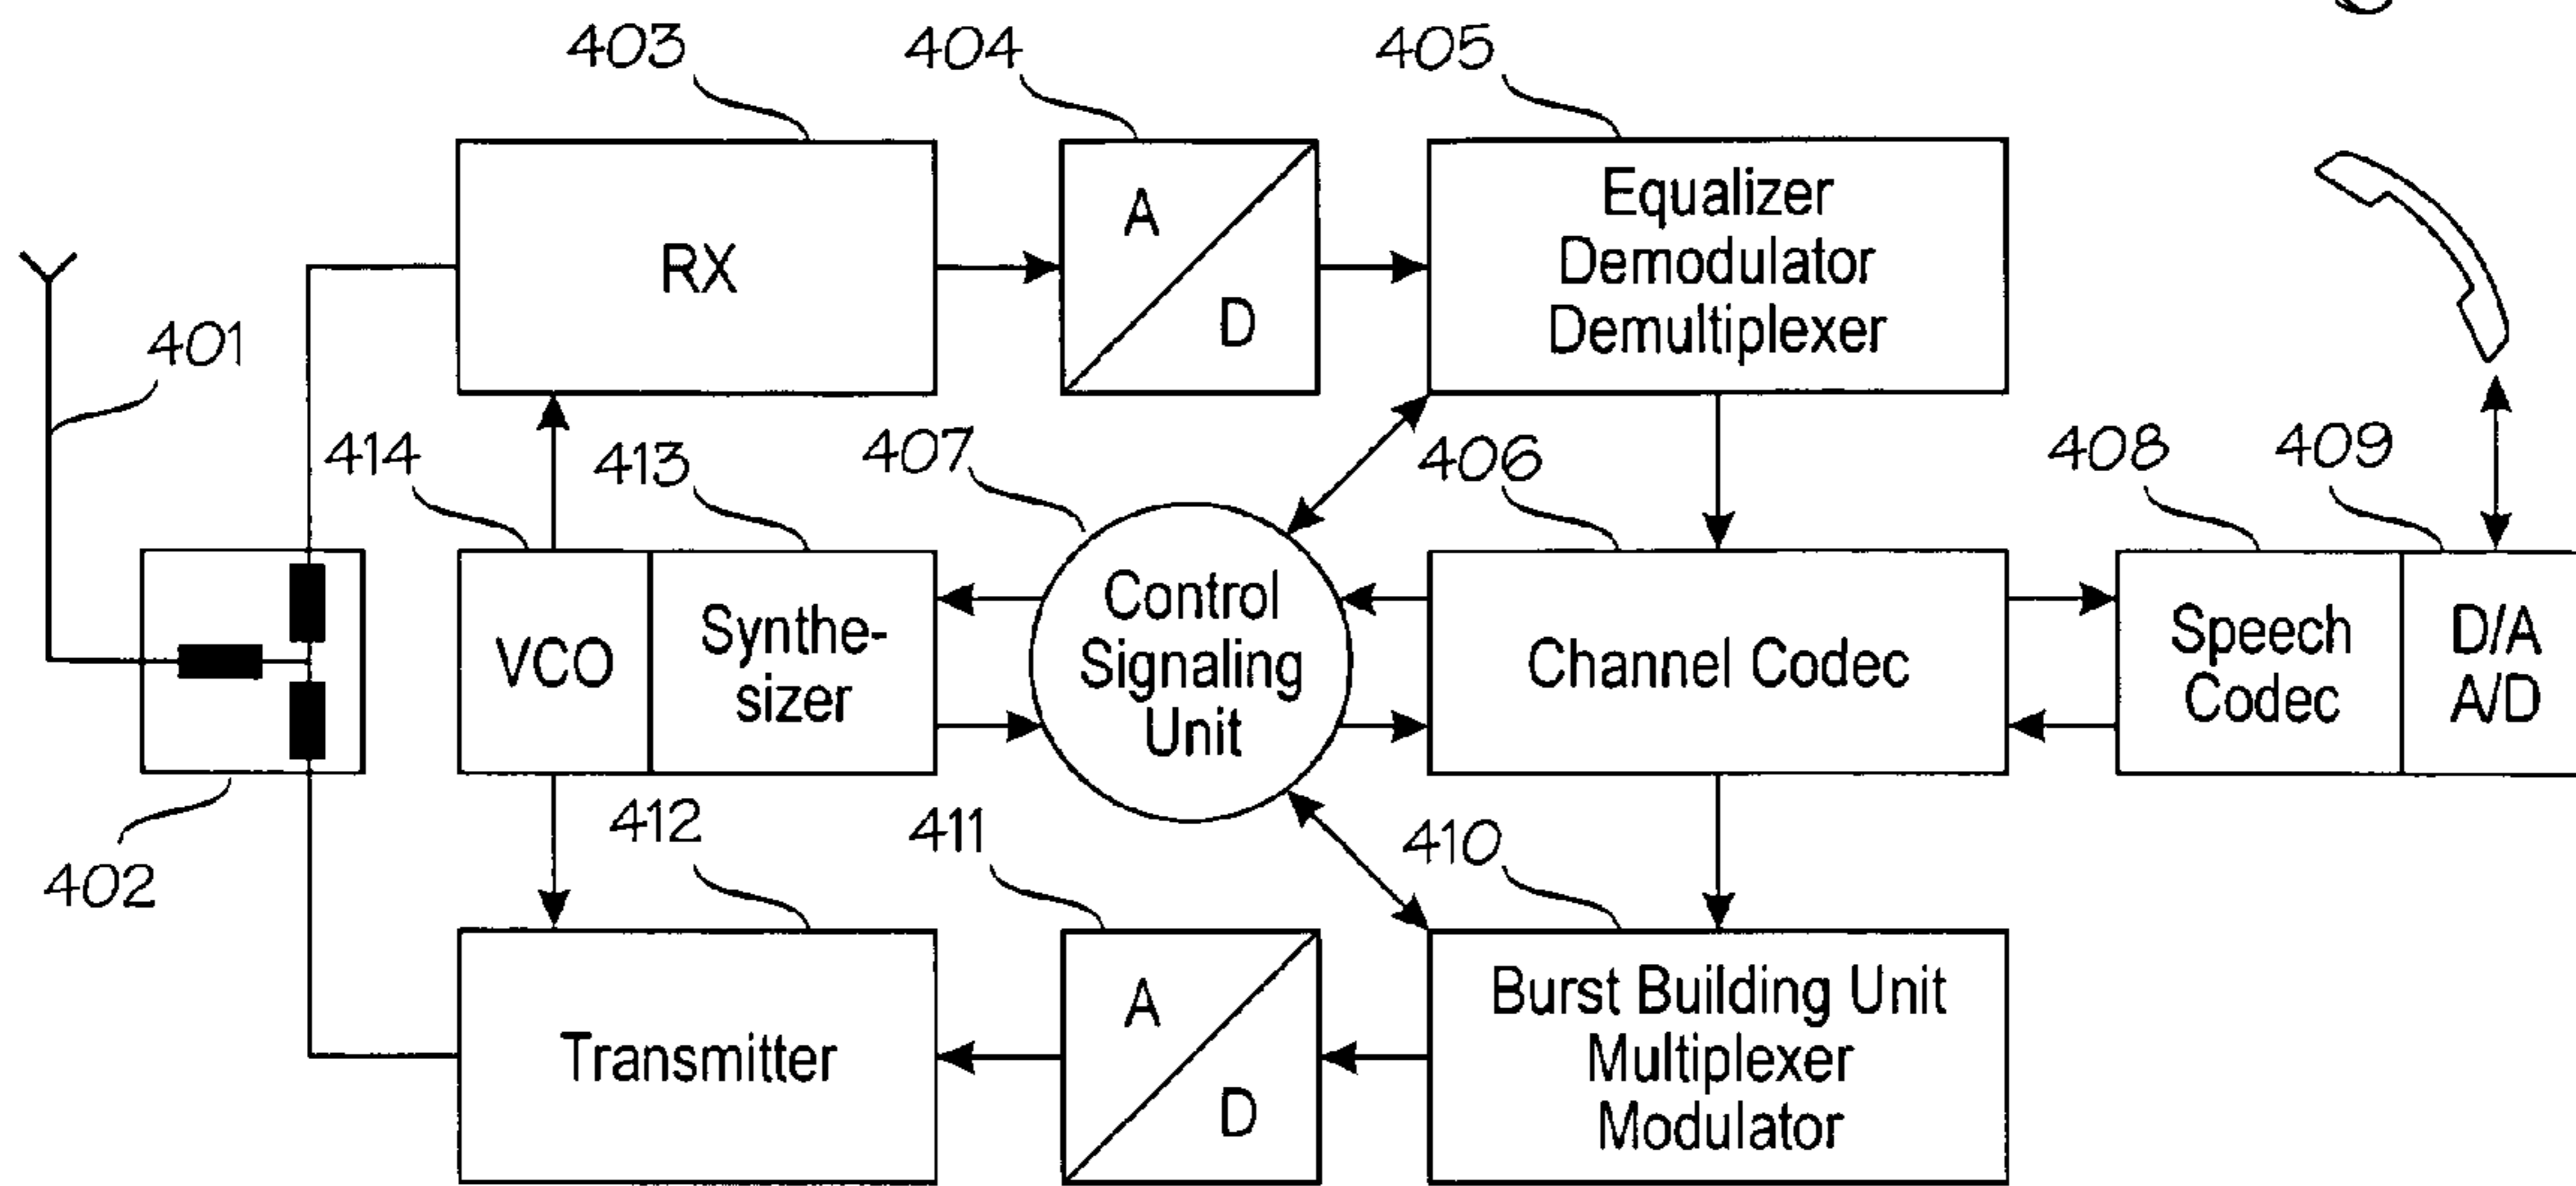 403
404
405
RX
A
D
Equalizer
Demodulator
Demultiplexer
401
414
413
407
406
408
409
VCO
Synthe-
sizer
Control
Signaling
Unit
Channel Codec
Speech
Codec
D/A
A/D
402
412
411
410
Transmitter
A
D
Burst Building Unit
Multiplexer
Modulator